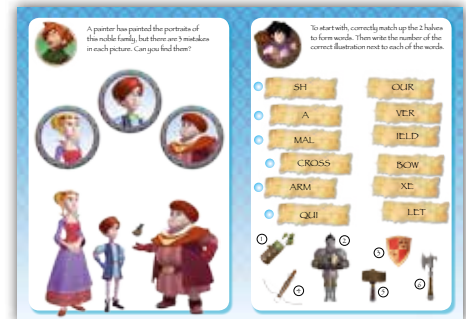 A painter has painted the portraits of
this noble family, but there are 3 mistakes
in each picture. Can you find them?
To start with, correctly match up the 2 halves
to form words. Then write the number of the
correct illustration next to each of the words.
SH
OUR
A
VER
MAL
IELD
CROSS
BOW
ARM
XE
QUI
LET
1
2
3
4
5
6